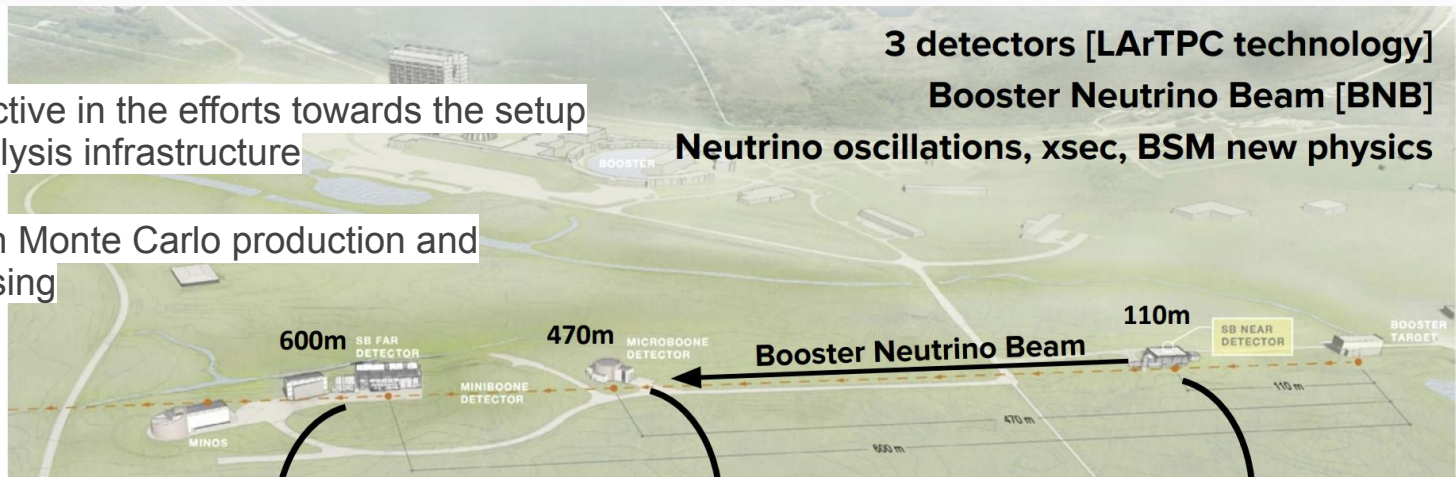 3 detectors [LArTPC technology]
Booster Neutrino Beam [BNB]
Neutrino oscillations, xsec, BSM new physics
ctive in the efforts towards the setup
lysis infrastructure
n Monte Carlo production and
sing
BOOSTER
600m
SB FAR
DETECTOR
470m
MICROBOONE
DETECTOR
Booster Neutrino Beam
110m
SB NEAR
DETECTOR
BOOSTER
TARGET
MINIBOONE
DETECTOR
MINOS
110 m
470 m
600 m